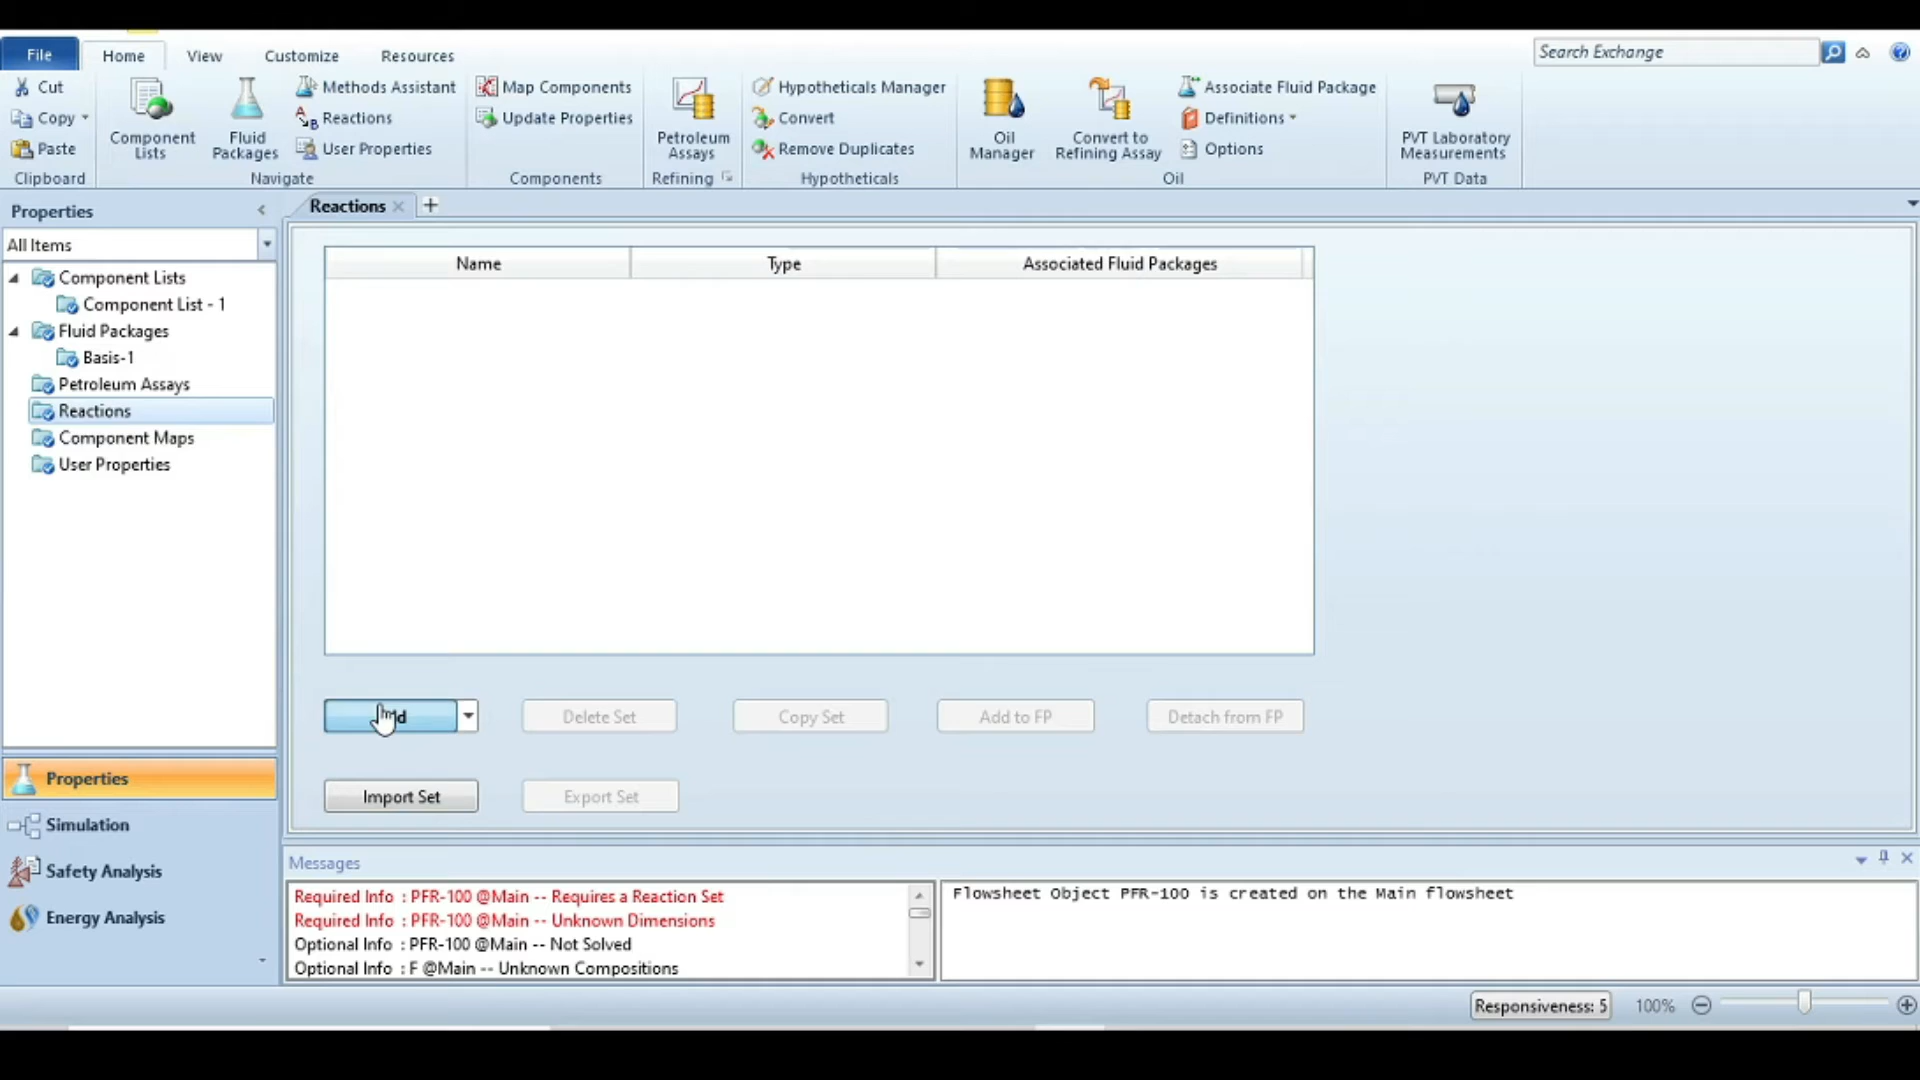 File
Home
View
Customize
Resources
Search Exchange
Cut
Copy
Paste
Clipboard
Component
Lists
Fluid
Packages
Methods Assistant
Reactions
User Properties
Navigate
Map Components
Update Properties
Components
Petroleum
Assays
Refining
Hypotheticals Manager
Convert
Remove Duplicates
Hypotheticals
Oil
Manager
Convert to
Refining Assay
Associate Fluid Package
Definitions
Options
Oil
PVT Laboratory
Measurements
PVT Data
Properties
All Items
Component Lists
Component List - 1
Fluid Packages
Basis-1
Petroleum Assays
Reactions
Component Maps
User Properties
Properties
Simulation
Safety Analysis
Energy Analysis
Reactions
Name
Type
Associated Fluid Packages
Delete Set
Copy Set
Add to FP
Detach from FP
Import Set
Export Set
Messages
Required Info : PFR-100 @Main -- Requires a Reaction Set
Required Info : PFR-100 @Main -- Unknown Dimensions
Optional Info : PFR-100 @Main -- Not Solved
Optional Info : F @Main -- Unknown Compositions
Flowsheet Object PFR-100 is created on the Main flowsheet
Responsiveness: 5
100%